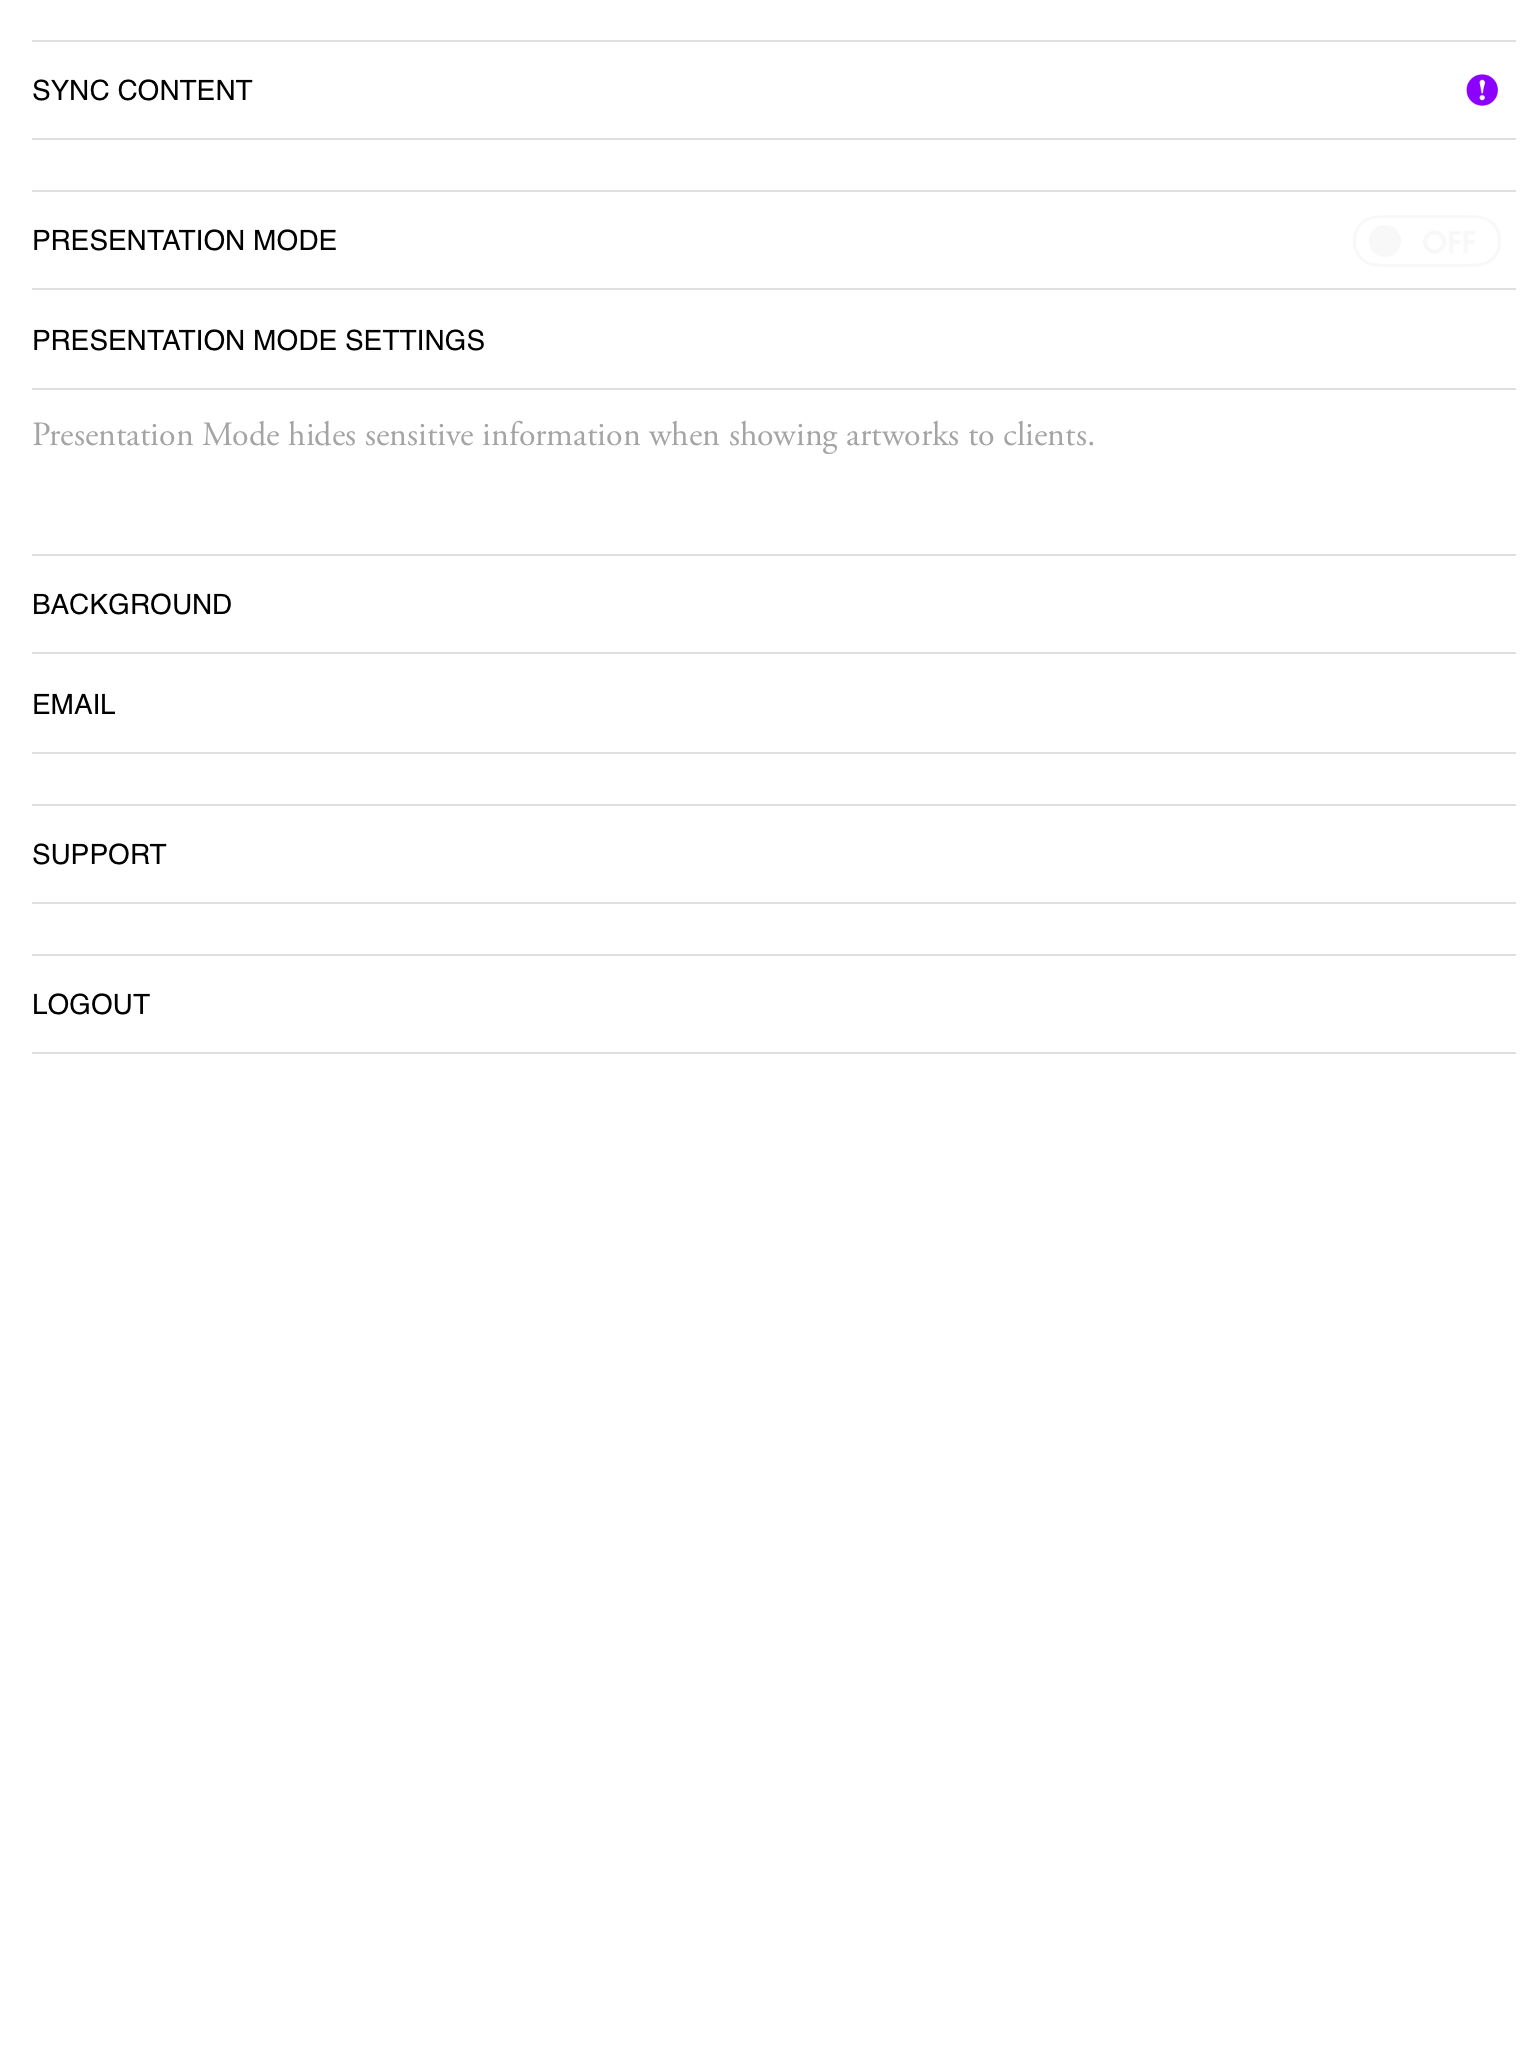 SYNC CONTENT
!
PRESENTATION MODE
OFF
PRESENTATION MODE SETTINGS
Presentation Mode hides sensitive information when showing artworks to clients.
BACKGROUND
EMAIL
SUPPORT
LOGOUT